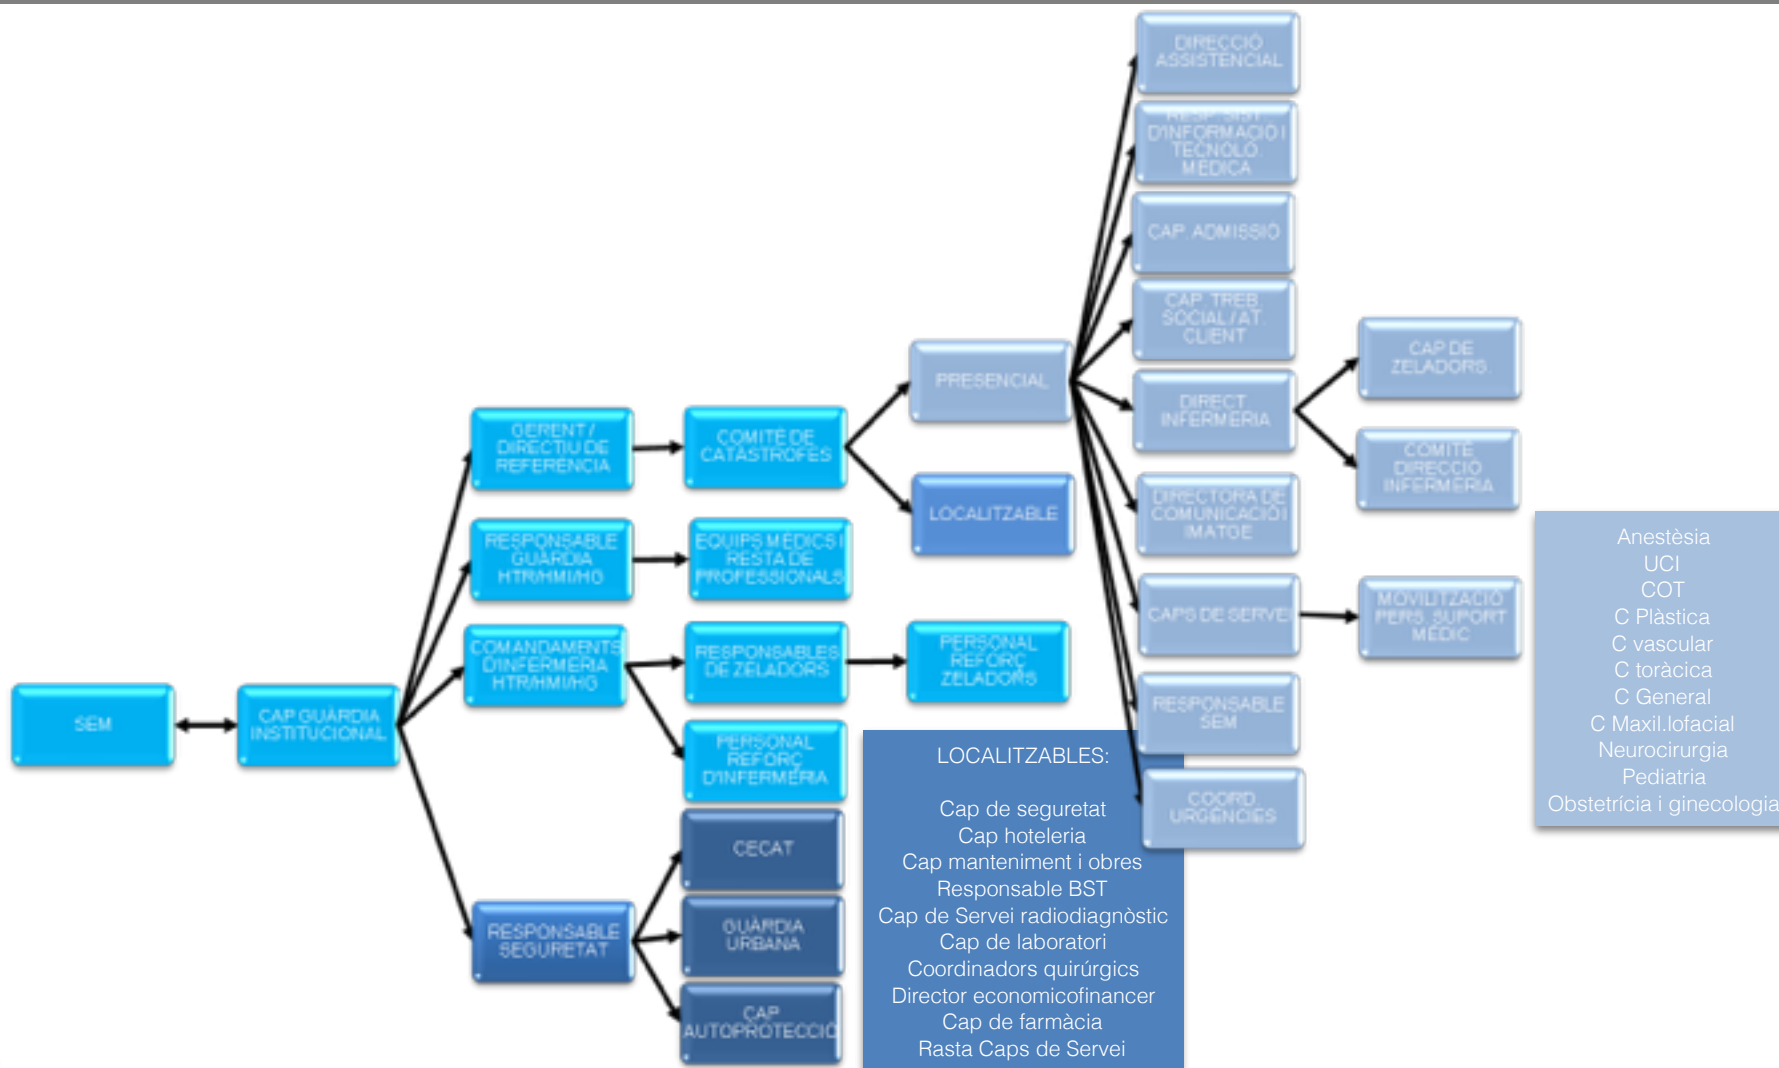 DIRECCIÓ
ASSISTENCIAL
RESP. SIST.
D'INFORMACIÓ I
TECNOLÒ.
MÈDICA
CAP. ADMISSIÓ
CAP. TREB.
SOCIAL / AT.
CLIENT
PRESENCIAL
DIRECT
INFERMERIA
CAP DE
ZELADORS.
COMITÈ
DIRECCIÓ
INFERMERIA
GERENT /
DIRECTIU DE
REFERÈNCIA
COMITÈ DE
CATÀSTROFES
LOCALITZABLE
DIRECTORA DE
COMUNICACIÓ I
IMATGE
RESPONSABLE
GUÀRDIA
HTR/HMI/HG
EQUIPS MÈDICS I
RESTA DE
PROFESSIONALS
CAPS DE SERVEI
MOVILITZACIÓ
PERS. SUPORT
MÈDIC
COMANDAMENTS
D'INFERMERIA
HTR/HMI/HG
RESPONSABLES
DE ZELADORS
PERSONAL
REFORÇ
ZELADORS
RESPONSABLE
SEM
SEM
CAP GUÀRDIA
INSTITUCIONAL
PERSONAL
REFORÇ
D'INFERMERIA
COORD.
URGÈNCIES
CECAT
RESPONSABLE
SEGURETAT
GUÀRDIA
URBANA
CAP
AUTOPROTECCIÓ
LOCALITZABLES:
Cap de seguretat
Cap hoteleria
Cap manteniment i obres
Responsable BST
Cap de Servei radiodiagnòstic
Cap de laboratori
Coordinadors quirúrgics
Director economicofinancer
Cap de farmàcia
Rasta Caps de Servei
Anestèsia
UCI
COT
C Plàstica
C vascular
C toràcica
C General
C Maxil.lofacial
Neurocirurgia
Pediatria
Obstetrícia i ginecologia